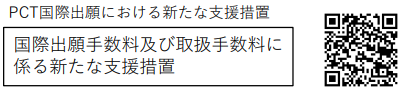 PCT国際出願における新たな支援措置
国際出願手数料及び取扱手数料に
係る新たな支援措置